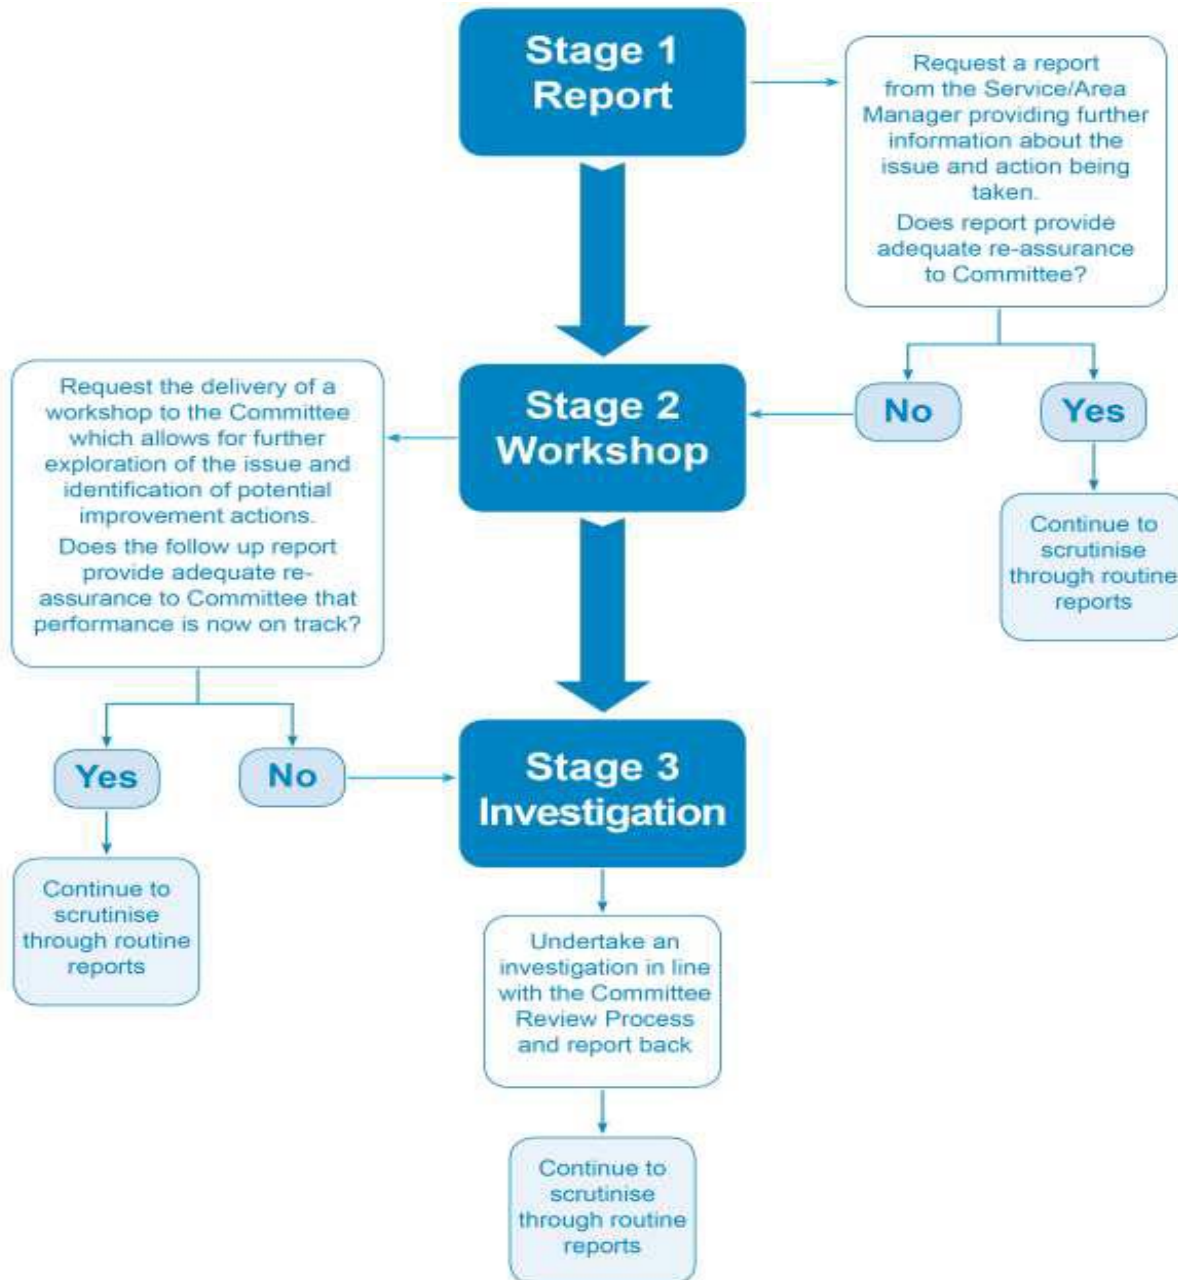 Stage 1
Report
Request a report
from the Service/Area
Manager providing further
information about the
issue and action being
taken.
Does report provide
adequate re-assurance
to Committee?
No
Yes
Continue to
scrutinise
through routine
reports
Stage 2
Workshop
Request the delivery of a
workshop to the Committee
which allows for further
exploration of the issue and
identification of potential
improvement actions.
Does the follow up report
provide adequate re-
assurance to Committee that
performance is now on track?
Yes
No
Continue to
scrutinise
through routine
reports
Stage 3
Investigation
Undertake an
investigation in line
with the Committee
Review Process
and report back
Continue to
scrutinise
through routine
reports